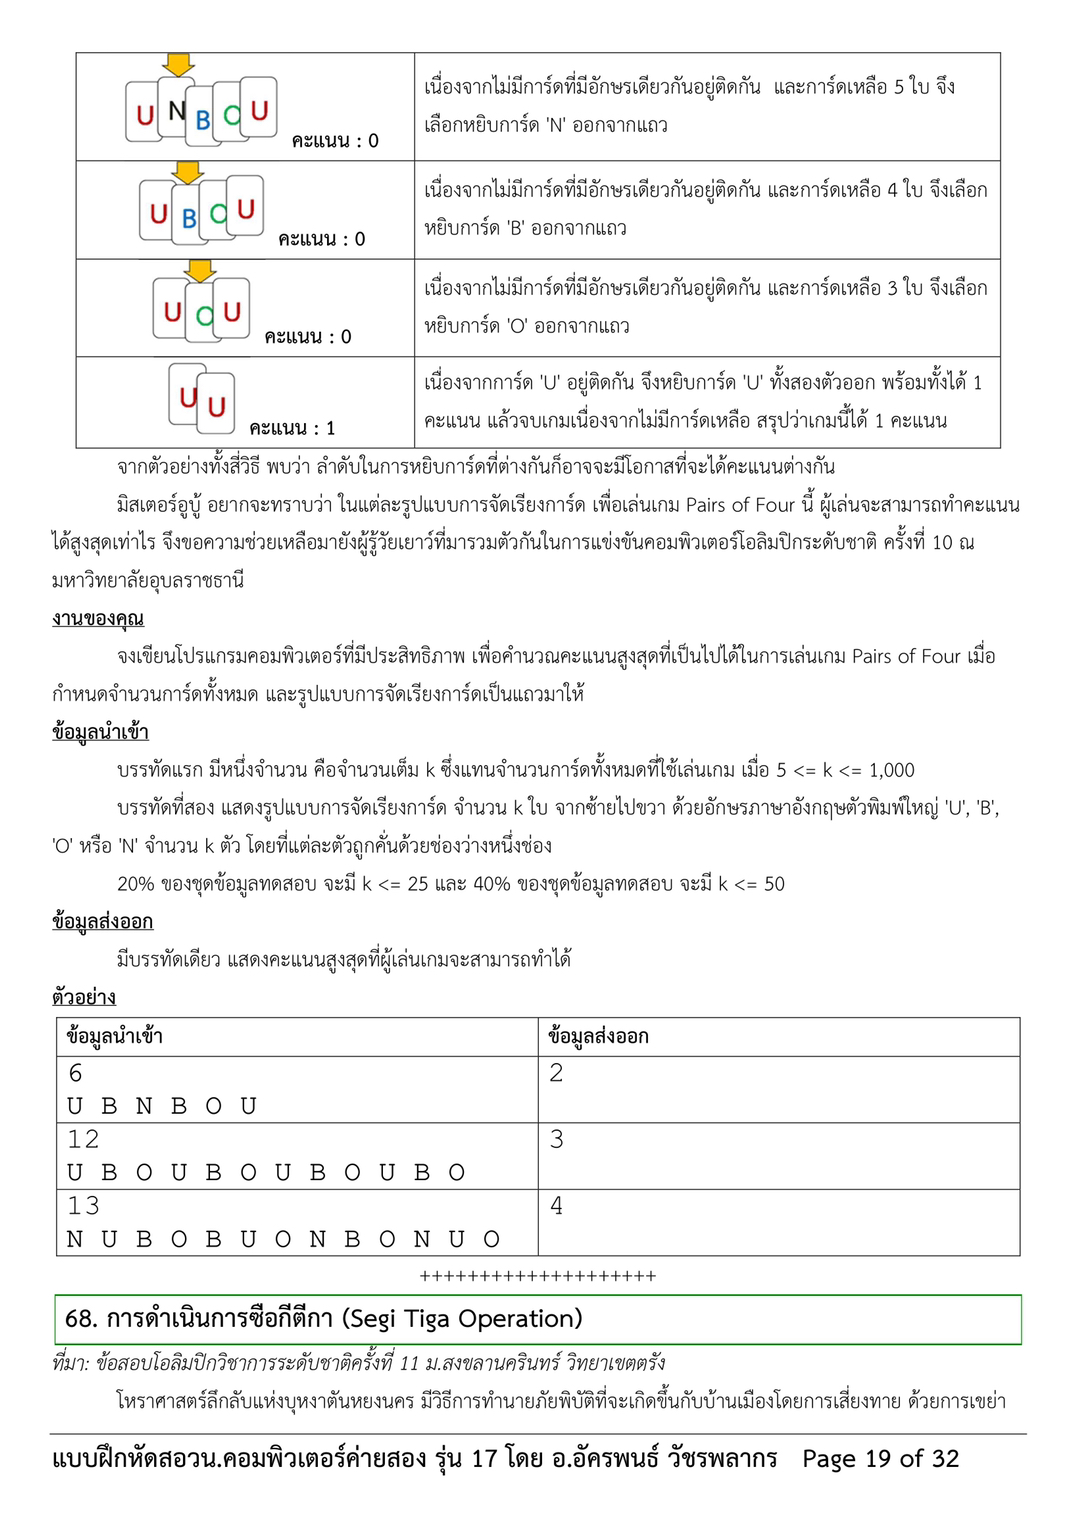 U N B O U
คะแนน : 0
เนื่องจากไม่มีการ์ดที่มีอักษรเดียวกันอยู่ติดกัน และการ์ดเหลือ 5 ใบ จึง
เลือกหยิบการ์ด 'N' ออกจากแถว
U B O U
คะแนน : 0
เนื่องจากไม่มีการ์ดที่มีอักษรเดียวกันอยู่ติดกัน และการ์ดเหลือ 4 ใบ จึงเลือก
หยิบการ์ด 'B' ออกจากแถว
U O U
คะแนน : 0
เนื่องจากไม่มีการ์ดที่มีอักษรเดียวกันอยู่ติดกัน และการ์ดเหลือ 3 ใบ จึงเลือก
หยิบการ์ด 'O' ออกจากแถว
U U
คะแนน : 1
เนื่องจากการ์ด 'U' อยู่ติดกัน จึงหยิบการ์ด 'U' ทั้งสองตัวออก พร้อมทั้งได้ 1
คะแนน แล้วจบเกมเนื่องจากไม่มีการ์ดเหลือ สรุปว่าเกมนี้ได้ 1 คะแนน
จากตัวอย่างทั้งสี่วิธี พบว่า ลำดับในการหยิบการ์ดที่ต่างกันก็อาจจะมีโอกาสที่จะได้คะแนนต่างกัน
มิสเตอร์อูบู้ อยากจะทราบว่า ในแต่ละรูปแบบการจัดเรียงการ์ด เพื่อเล่นเกม Pairs of Four นี้ ผู้เล่นจะสามารถทำคะแนน
ได้สูงสุดเท่าไร จึงขอความช่วยเหลือมายังผู้รู้วัยเยาว์ที่มารวมตัวกันในการแข่งขันคอมพิวเตอร์โอลิมปิกระดับชาติ ครั้งที่ 10 ณ
มหาวิทยาลัยอุบลราชธานี
งานของคุณ
จงเขียนโปรแกรมคอมพิวเตอร์ที่มีประสิทธิภาพ เพื่อคำนวณคะแนนสูงสุดที่เป็นไปได้ในการเล่นเกม Pairs of Four เมื่อ
กำหนดจำนวนการ์ดทั้งหมด และรูปแบบการจัดเรียงการ์ดเป็นแถวมาให้
ข้อมูลนำเข้า
บรรทัดแรก มีหนึ่งจำนวน คือจำนวนเต็ม k ซึ่งแทนจำนวนการ์ดทั้งหมดที่ใช้เล่นเกม เมื่อ 5 <= k <= 1,000
บรรทัดที่สอง แสดงรูปแบบการจัดเรียงการ์ด จำนวน k ใบ จากซ้ายไปขวา ด้วยอักษรภาษาอังกฤษตัวพิมพ์ใหญ่ 'U', 'B',
'O' หรือ 'N' จำนวน k ตัว โดยที่แต่ละตัวถูกคั่นด้วยช่องว่างหนึ่งช่อง
20% ของชุดข้อมูลทดสอบ จะมี k <= 25 และ 40% ของชุดข้อมูลทดสอบ จะมี k <= 50
ข้อมูลส่งออก
มีบรรทัดเดียว แสดงคะแนนสูงสุดที่ผู้เล่นเกมจะสามารถทำได้
ตัวอย่าง
ข้อมูลนำเข้า ข้อมูลส่งออก
6 2
U B N B O U
12 3
U B O U B O U B O U B O
13 4
N U B O B U O N B O N U O
++++++++++++++++++++
68. การดำเนินการซือกีตีกา (Segi Tiga Operation)
ที่มา: ข้อสอบโอลิมปิกวิชาการระดับชาติครั้งที่ 11 ม.สงขลานครินทร์ วิทยาเขตตรัง
โหราศาสตร์ลึกลับแห่งบุหงาตันหยงนคร มีวิธีการทำนายภัยพิบัติที่จะเกิดขึ้นกับบ้านเมืองโดยการเสี่ยงทาย ด้วยการเขย่า
แบบฝึกหัดสอวน.คอมพิวเตอร์ค่ายสอง รุ่น 17 โดย อ.อัครพนธ์ วัชรพลากร Page 19 of 32